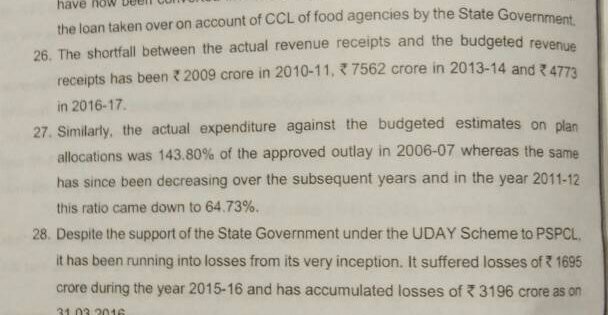 have now been
the loan taken over on account of CCL of food agencies by the State Government.
26. The shortfall between the actual revenue receipts and the budgeted revenue
receipts has been ₹ 2009 crore in 2010-11, ₹ 7562 crore in 2013-14 and ₹ 4773
in 2016-17.
27. Similarly, the actual expenditure against the budgeted estimates on plan
allocations was 143.80% of the approved outlay in 2006-07 whereas the same
has since been decreasing over the subsequent years and in the year 2011-12
this ratio came down to 64.73%.
28. Despite the support of the State Government under the UDAY Scheme to PSPCL,
it has been running into losses from its very inception. It suffered losses of ₹ 1695
crore during the year 2015-16 and has accumulated losses of ₹ 3196 crore as on
31.03.2016